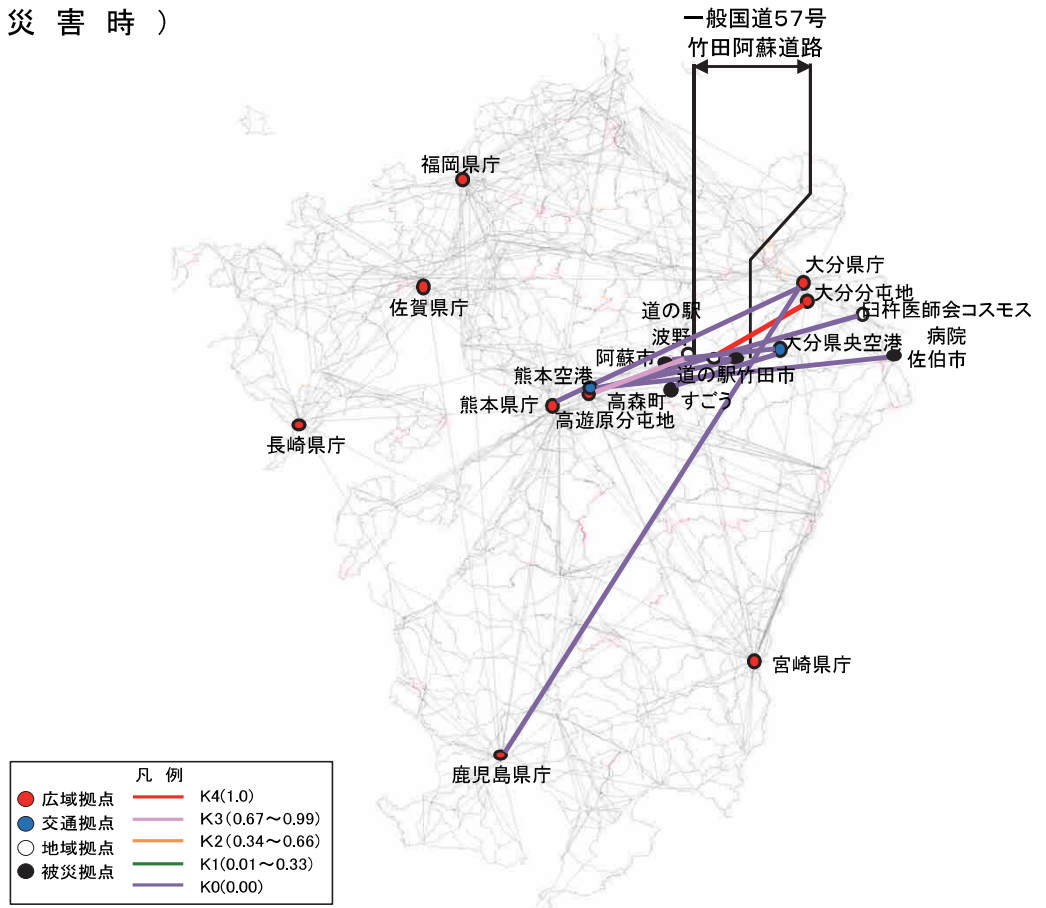 災害時）
一般国道57号
竹田阿蘇道路
福岡県庁
佐賀県庁
大分県庁
大分分屯地
道の駅
波野
臼杵医師会コスモス
病院
大分県央空港
佐伯市
阿蘇市
道の駅竹田市
すごう
熊本空港
高森町
熊本県庁
高遊原分屯地
長崎県庁
宮崎県庁
鹿児島県庁
凡 例
広域拠点
K4(1.0)
交通拠点
K3(0.67～0.99)
地域拠点
K2(0.34～0.66)
被災拠点
K1(0.01～0.33)
K0(0.00)